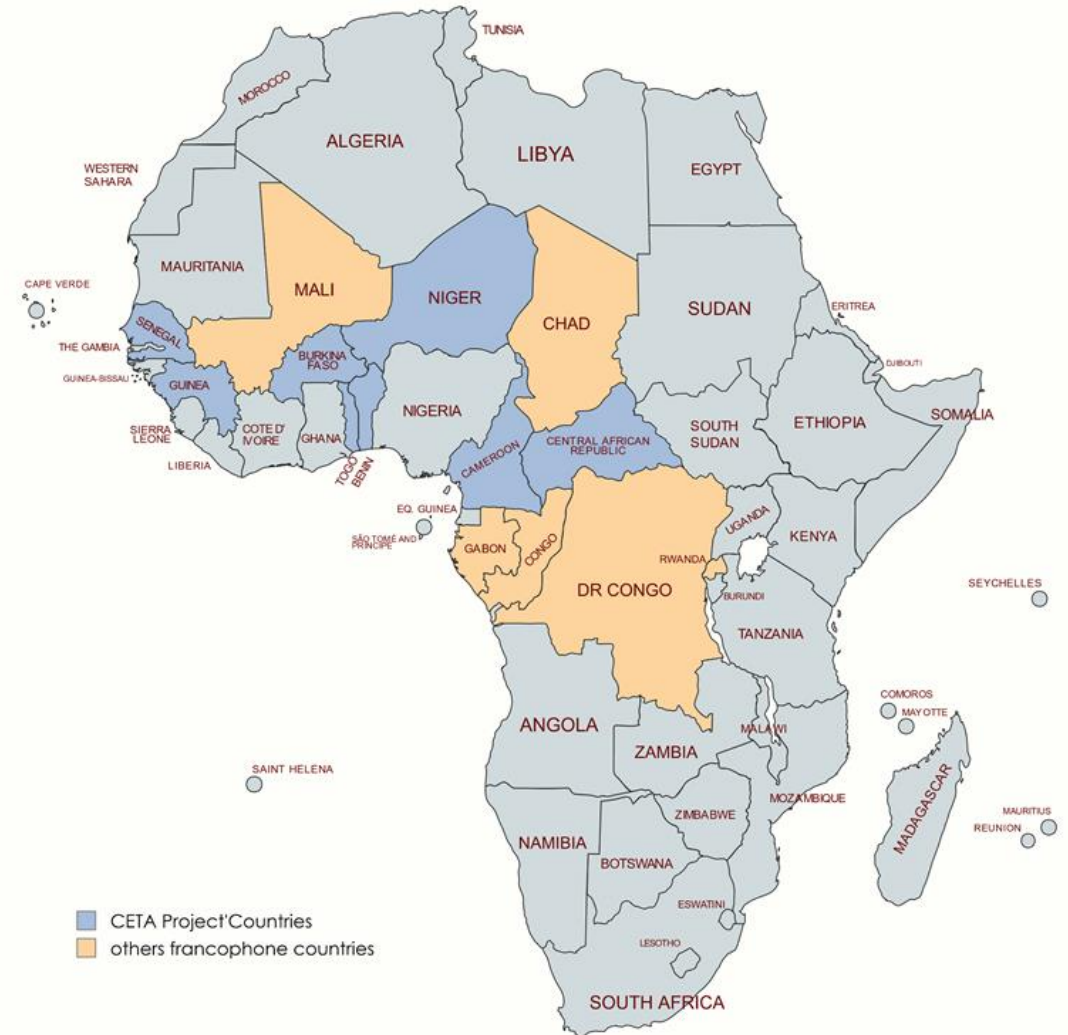 TUNISIA
MOROCCO
ALGERIA
LIBYA
EGYPT
WESTERN
SAHARA
MAURITANIA
MALI
NIGER
CHAD
SUDAN
ERITREA
CAPE VERDE
SENEGAL
THE GAMBIA
GUINEA-BISSAU
GUINEA
BURKINA
FASO
DJIBOUTI
NIGERIA
SIERRA
LEONE
LIBERIA
COTE D'
IVOIRE
GHANA
TOGO
BENIN
CAMEROON
CENTRAL AFRICAN
REPUBLIC
SOUTH
SUDAN
ETHIOPIA
SOMALIA
EQ. GUINEA
SÃO TOMÉ AND
PRINCIPE
GABON
CONGO
DR CONGO
UGANDA
KENYA
RWANDA
BURUNDI
TANZANIA
SEYCHELLES
COMOROS
MAYOTTE
ANGOLA
ZAMBIA
MALAWI
MOZAMBIQUE
SAINT HELENA
MADAGASCAR
MAURITIUS
REUNION
NAMIBIA
ZIMBABWE
BOTSWANA
ESWATINI
LESOTHO
SOUTH AFRICA
CETA Project'Countries
others francophone countries